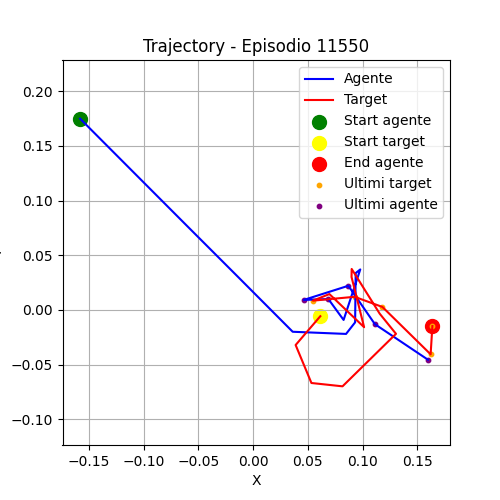 Trajectory - Episodio 11550
Agente
Target
Start agente
Start target
End agente
Ultimi target
Ultimi agente
0.20
0.15
0.10
0.05
0.00
−0.05
−0.10
−0.15
−0.10
−0.05
0.00
0.05
0.10
0.15
X